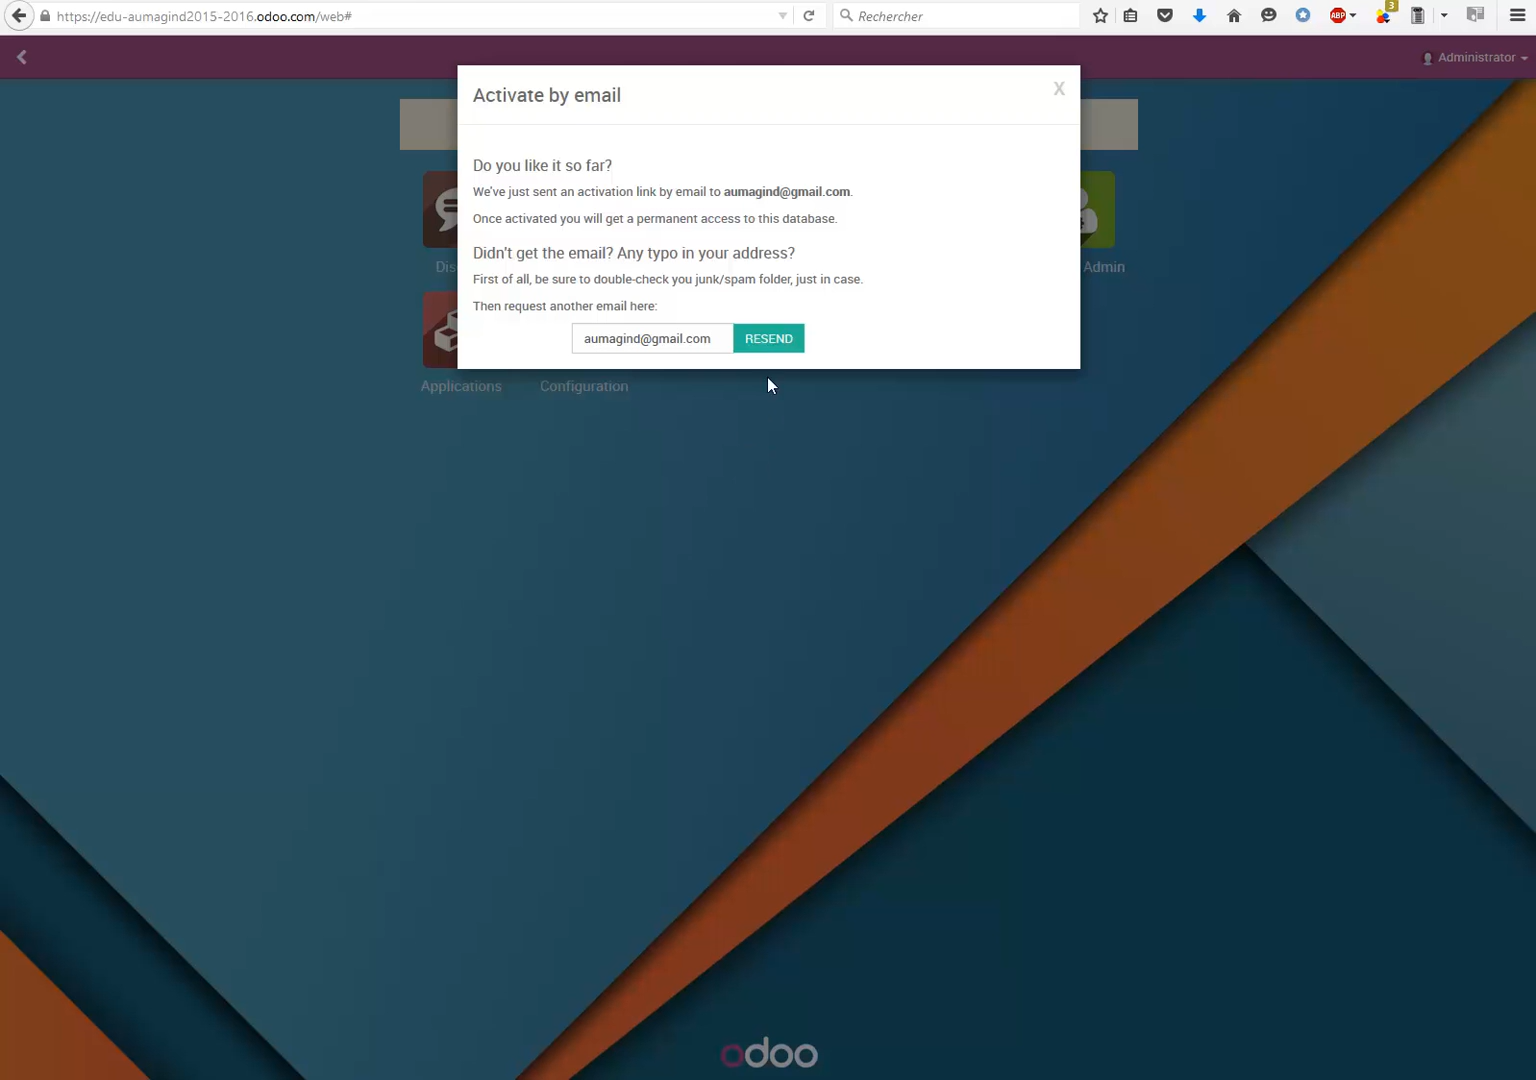 https://edu-aumagind2015-2016.odoo.com/web#
Rechercher
ABP
3
Administrator
Activate by email
X
Do you like it so far?
We've just sent an activation link by email to aumagind@gmail.com.
Once activated you will get a permanent access to this database.
Didn't get the email? Any typo in your address?
First of all, be sure to double-check you junk/spam folder, just in case.
Then request another email here:
aumagind@gmail.com
RESEND
Dis
Admin
Applications
Configuration
odoo